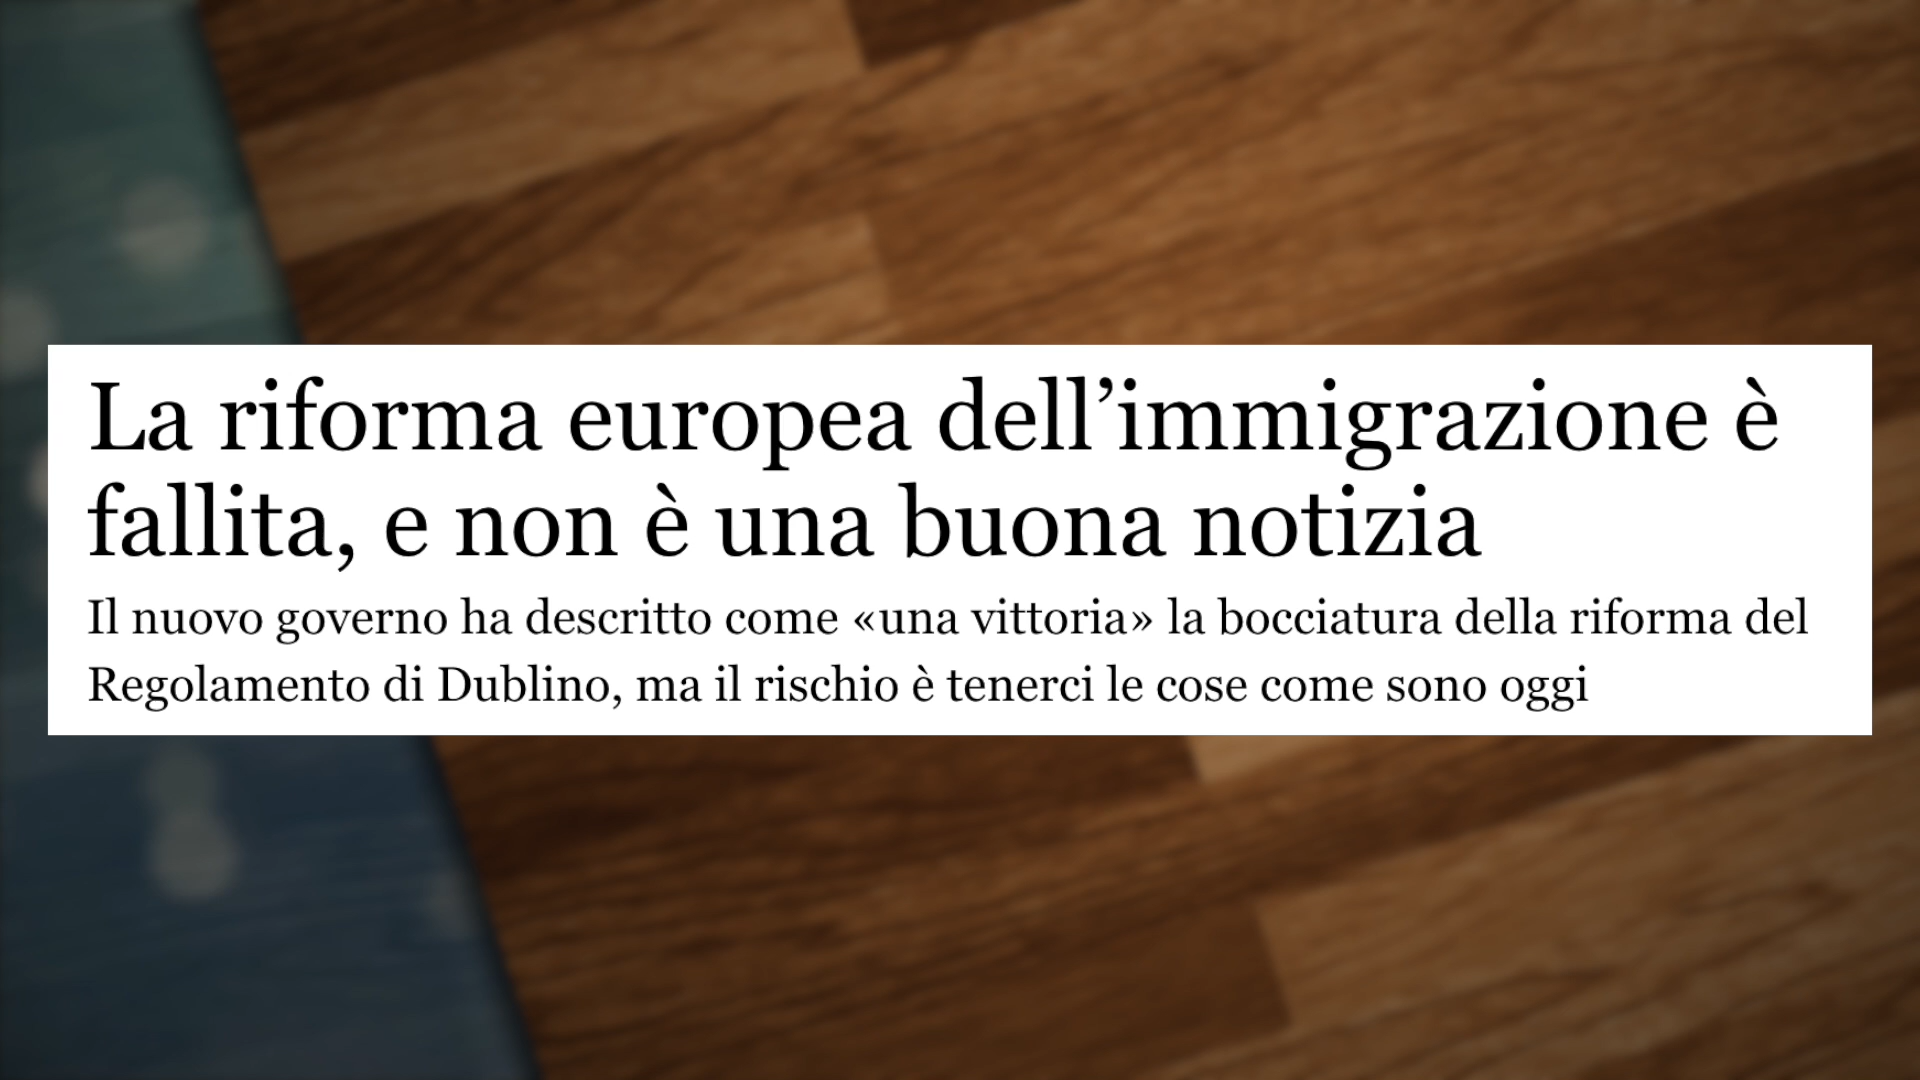 La riforma europea dell’immigrazione è
fallita, e non è una buona notizia
Il nuovo governo ha descritto come «una vittoria» la bocciatura della riforma del
Regolamento di Dublino, ma il rischio è tenerci le cose come sono oggi